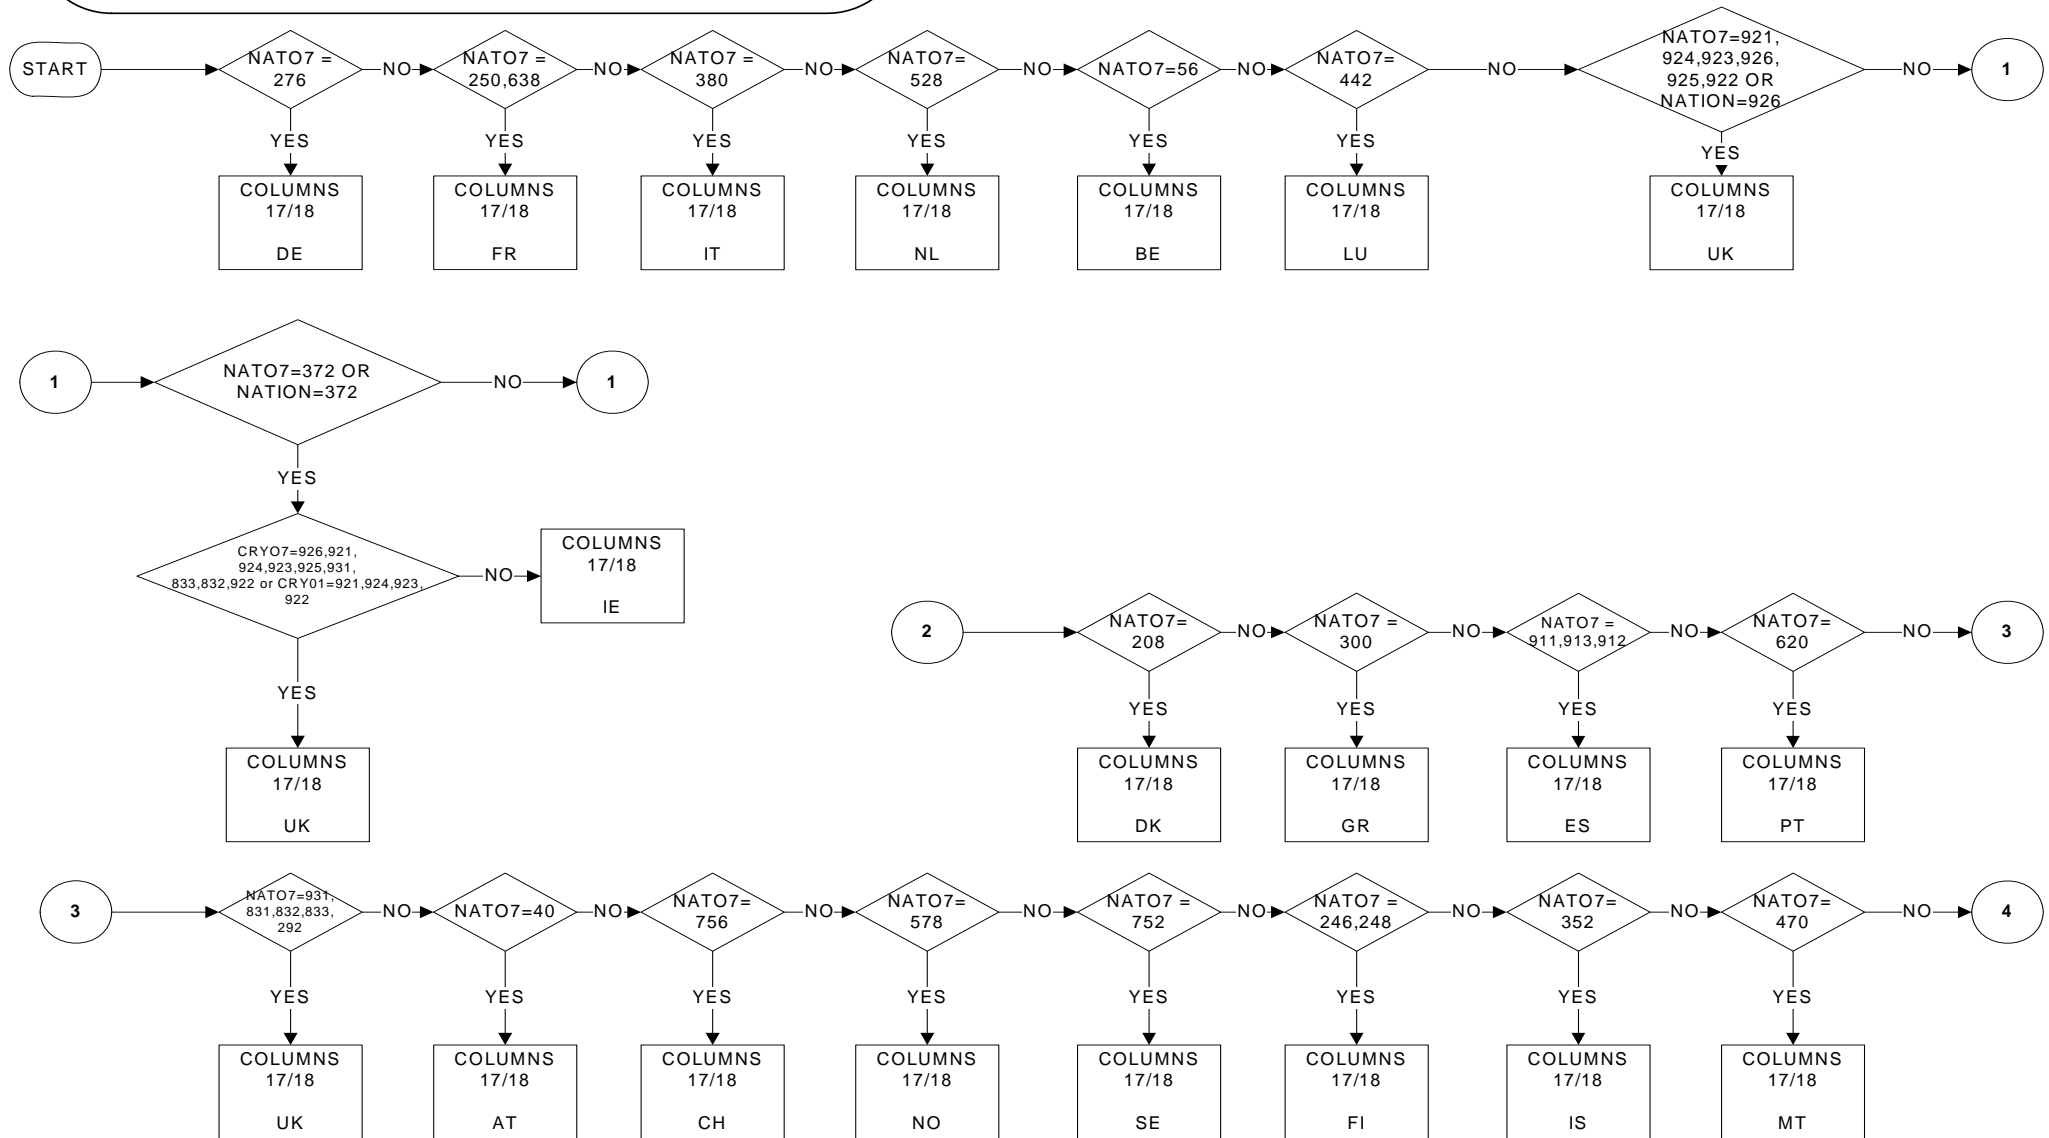 START
NATO7 =
276
NO
NATO7 =
250,638
NO
NATO7 =
380
NO
NATO7=
528
NO
NATO7=56
NO
NATO7=
442
NO
NATO7=921,
924,923,926,
925,922 OR
NATION=926
NO
1
YES
YES
YES
YES
YES
YES
YES
COLUMNS
17/18
DE
COLUMNS
17/18
FR
COLUMNS
17/18
IT
COLUMNS
17/18
NL
COLUMNS
17/18
BE
COLUMNS
17/18
LU
COLUMNS
17/18
UK
1
NATO7=372 OR
NATION=372
NO
1
YES
CRYO7=926,921,
924,923,925,931,
833,832,922 or CRY01=921,924,923,
922
NO
COLUMNS
17/18
IE
YES
COLUMNS
17/18
UK
2
NATO7=
208
NO
NATO7 =
300
NO
NATO7 =
911,913,912
NO
NATO7=
620
NO
3
YES
YES
YES
YES
COLUMNS
17/18
DK
COLUMNS
17/18
GR
COLUMNS
17/18
ES
COLUMNS
17/18
PT
3
NATO7=931,
831,832,833,
292
NO
NATO7=40
NO
NATO7=
756
NO
NATO7=
578
NO
NATO7 =
752
NO
NATO7 =
246,248
NO
NATO7=
352
NO
NATO7=
470
NO
4
YES
YES
YES
YES
YES
YES
YES
YES
COLUMNS
17/18
UK
COLUMNS
17/18
AT
COLUMNS
17/18
CH
COLUMNS
17/18
NO
COLUMNS
17/18
SE
COLUMNS
17/18
FI
COLUMNS
17/18
IS
COLUMNS
17/18
MT